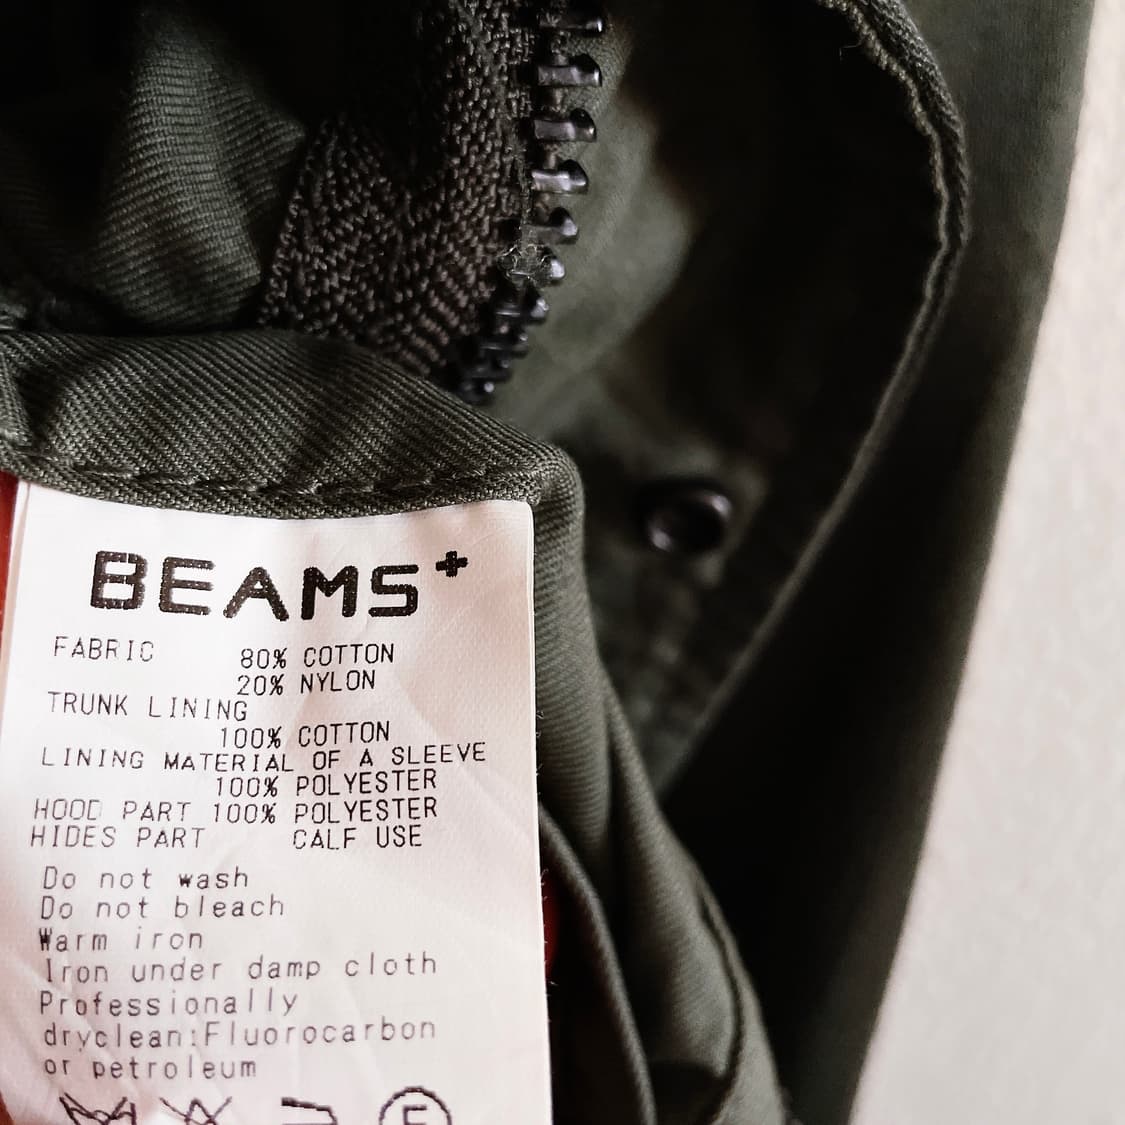 BEAMS+
FABRIC 80% COTTON
20% NYLON
TRUNK LINING
100% COTTON
LINING MATERIAL OF A SLEEVE
100% POLYESTER
HOOD PART 100% POLYESTER
HIDES PART CALF USE
Do not wash
Do not bleach
Warm iron
Iron under damp cloth
Professionally
dryclean:Fluorocarbon
or petroleum
F